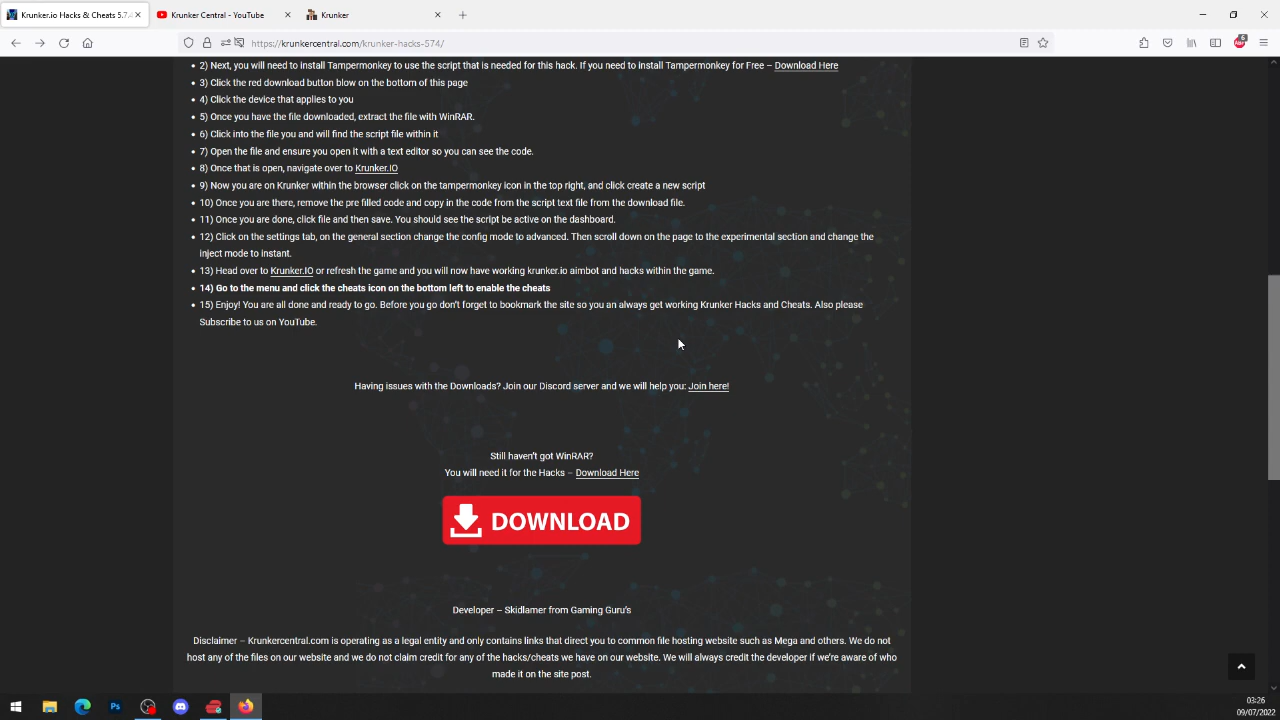 Krunker.io Hacks & Cheats 5.7.4
Krunker Central - YouTube
Krunker
https://krunkercentral.com/krunker-hacks-574/
6
• 2) Next, you will need to install Tampermonkey to use the script that is needed for this hack. If you need to install Tampermonkey for Free – Download Here
• 3) Click the red download button blow on the bottom of this page
• 4) Click the device that applies to you
• 5) Once you have the file downloaded, extract the file with WinRAR.
• 6) Click into the file you and will find the script file within it
• 7) Open the file and ensure you open it with a text editor so you can see the code.
• 8) Once that is open, navigate over to Krunker.IO
• 9) Now you are on Krunker within the browser click on the tampermonkey icon in the top right, and click create a new script
• 10) Once you are there, remove the pre filled code and copy in the code from the script text file from the download file.
• 11) Once you are done, click file and then save. You should see the script be active on the dashboard.
• 12) Click on the settings tab, on the general section change the config mode to advanced. Then scroll down on the page to the experimental section and change the
inject mode to instant.
• 13) Head over to Krunker.IO or refresh the game and you will now have working krunker.io aimbot and hacks within the game.
• 14) Go to the menu and click the cheats icon on the bottom left to enable the cheats
• 15) Enjoy! You are all done and ready to go. Before you go don't forget to bookmark the site so you an always get working Krunker Hacks and Cheats. Also please
Subscribe to us on YouTube.
Having issues with the Downloads? Join our Discord server and we will help you: Join here!
Still haven't got WinRAR?
You will need it for the Hacks – Download Here
DOWNLOAD
Developer – Skidlamer from Gaming Guru's
Disclaimer – Krunkercentral.com is operating as a legal entity and only contains links that direct you to common file hosting website such as Mega and others. We do not
host any of the files on our website and we do not claim credit for any of the hacks/cheats we have on our website. We will always credit the developer if we're aware of who
made it on the site post.
Ps
03:26
09/07/2022